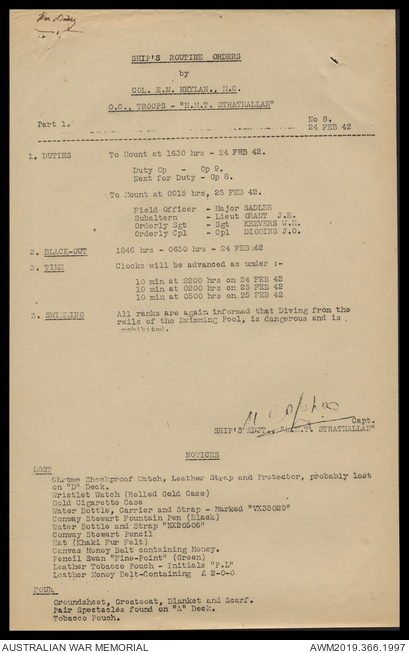 SHIP'S ROUTINE ORDERS
by
COL. E.M. NEYLAN., M.C.
O.C., TROOPS - "H.M.T. STRATHALLAN"
No 8.
Part 1.
24 FEB 42
1. DUTIES To Mount at 1630 hrs - 24 FEB 42.
Duty Gp - Gp 9.
Next for Duty - Gp 8.
To Mount at 0915 hrs, 25 FEB 42.
Field Officer - Major SADLER
Subaltern - Lieut GRANT J.B.
Orderly Sgt - Sgt KEEVERS W.H.
Orderly Cpl - Cpl DIGGINS J.O.
2. BLACK-OUT 1846 hrs - 0630 hrs - 24 FEB 42
3. TIME Clocks will be advanced as under :-
10 min at 2200 hrs on 24 FEB 42
10 min at 0200 hrs on 25 FEB 42
10 min at 0500 hrs on 25 FEB 42
3. SWIMMING All ranks are again informed that Diving from the
rails of the Swimming Pool, is dangerous and is
prohibited.
Capt.
SHIP'S ADJT., "H.M.T. STRATHALLAN"
NOTICES
LOST
Chrome Shockproof Watch, Leather Strap and Protector, probably lost
on "D" Deck.
Wristlet Watch (Rolled Gold Case)
Gold Cigarette Case
Water Bottle, Carrier and Strap - Marked "VX35029"
Conway Stewart Fountain Pen (Black)
Water Bottle and Strap "NX20506"
Conway Stewart Pencil
Hat (Khaki Fur Felt)
Canvas Money Belt containing Money.
Pencil Swan "Fine-Point" (Green)
Leather Tobacco Pouch - Initials "P.L"
Leather Money Belt-Containing £ 2-0-0
FOUND
Groundsheet, Greatcoat, Blanket and Scarf.
Pair Spectacles found on "A" Deck.
Tobacco Pouch.
AUSTRALIAN WAR MEMORIAL AWM2019.366.1997